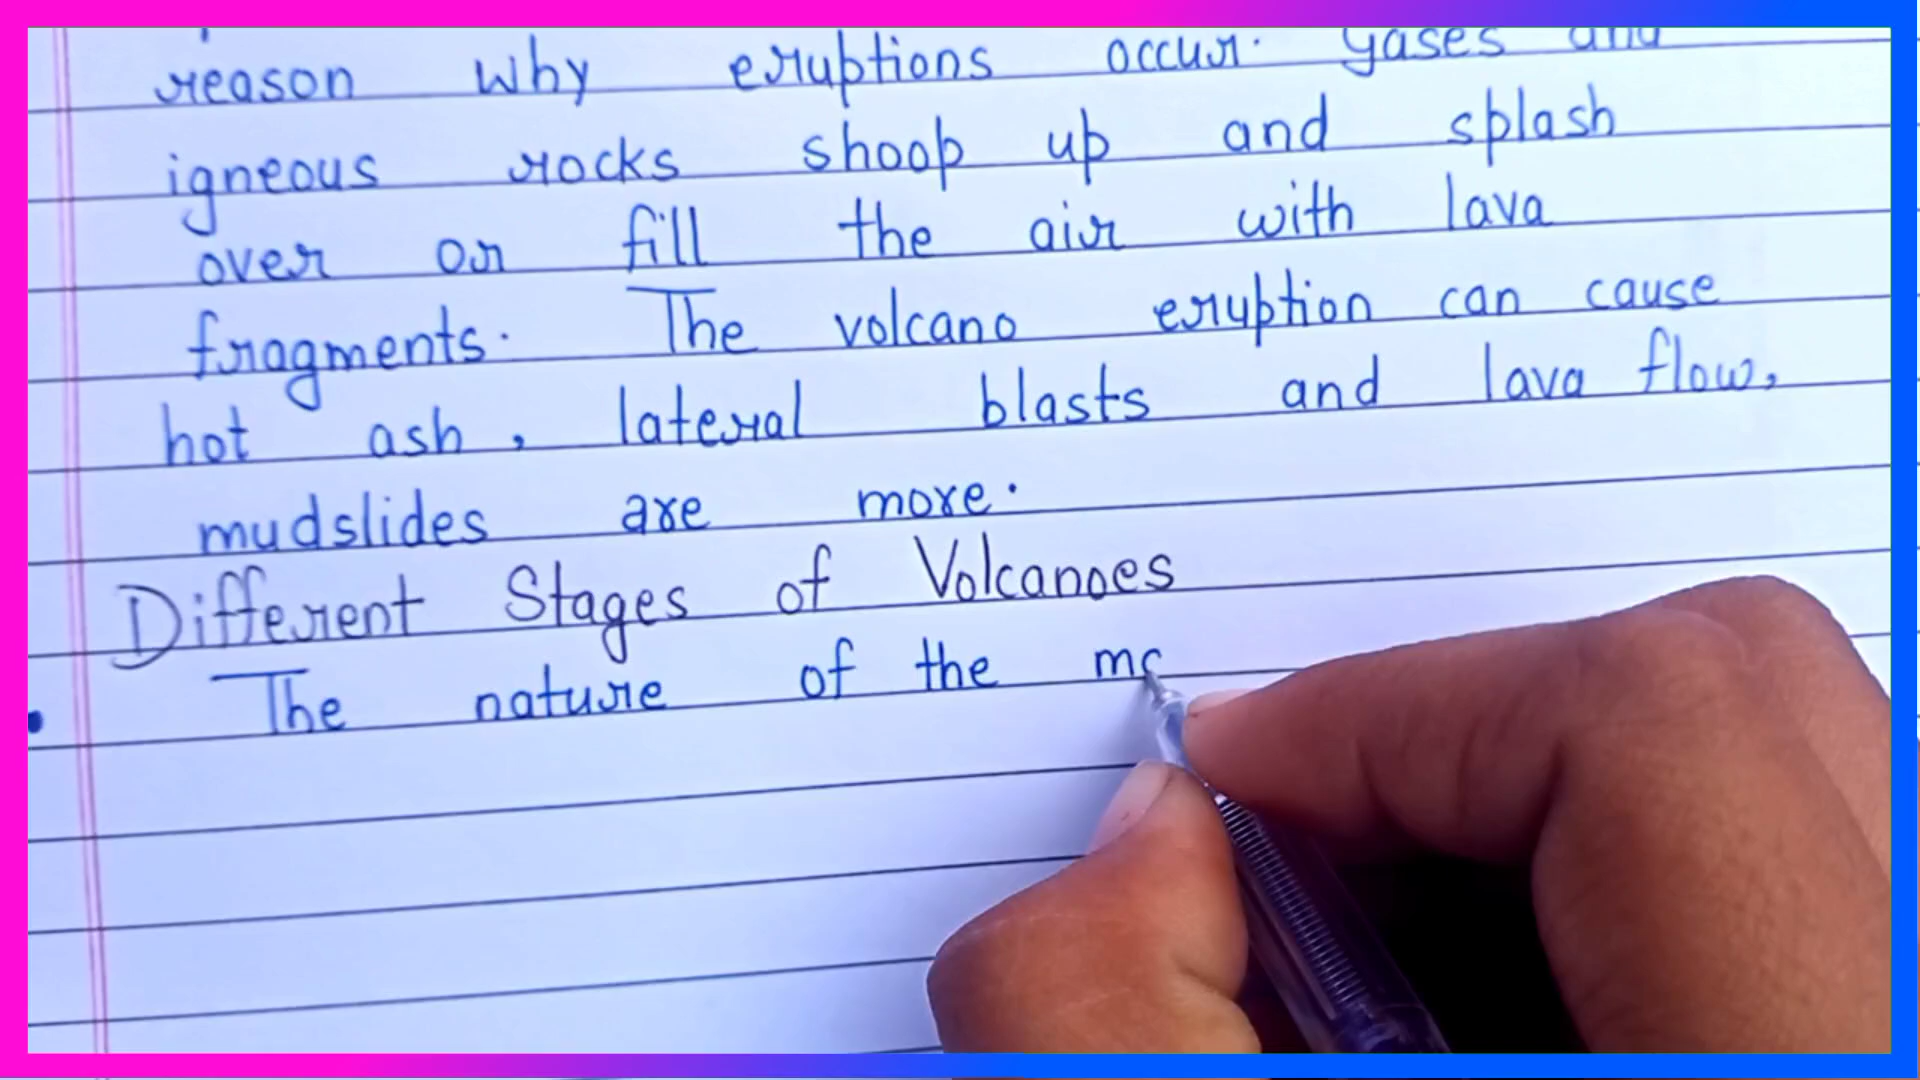 reason why eruptions occur. gases and
igneous rocks shoop up and splash
over or fill the air with lava
fragments. The volcano eruption can cause
hot ash, lateral blasts and lava flow,
mudslides are more.
Different Stages of Volcanoes
The nature of the